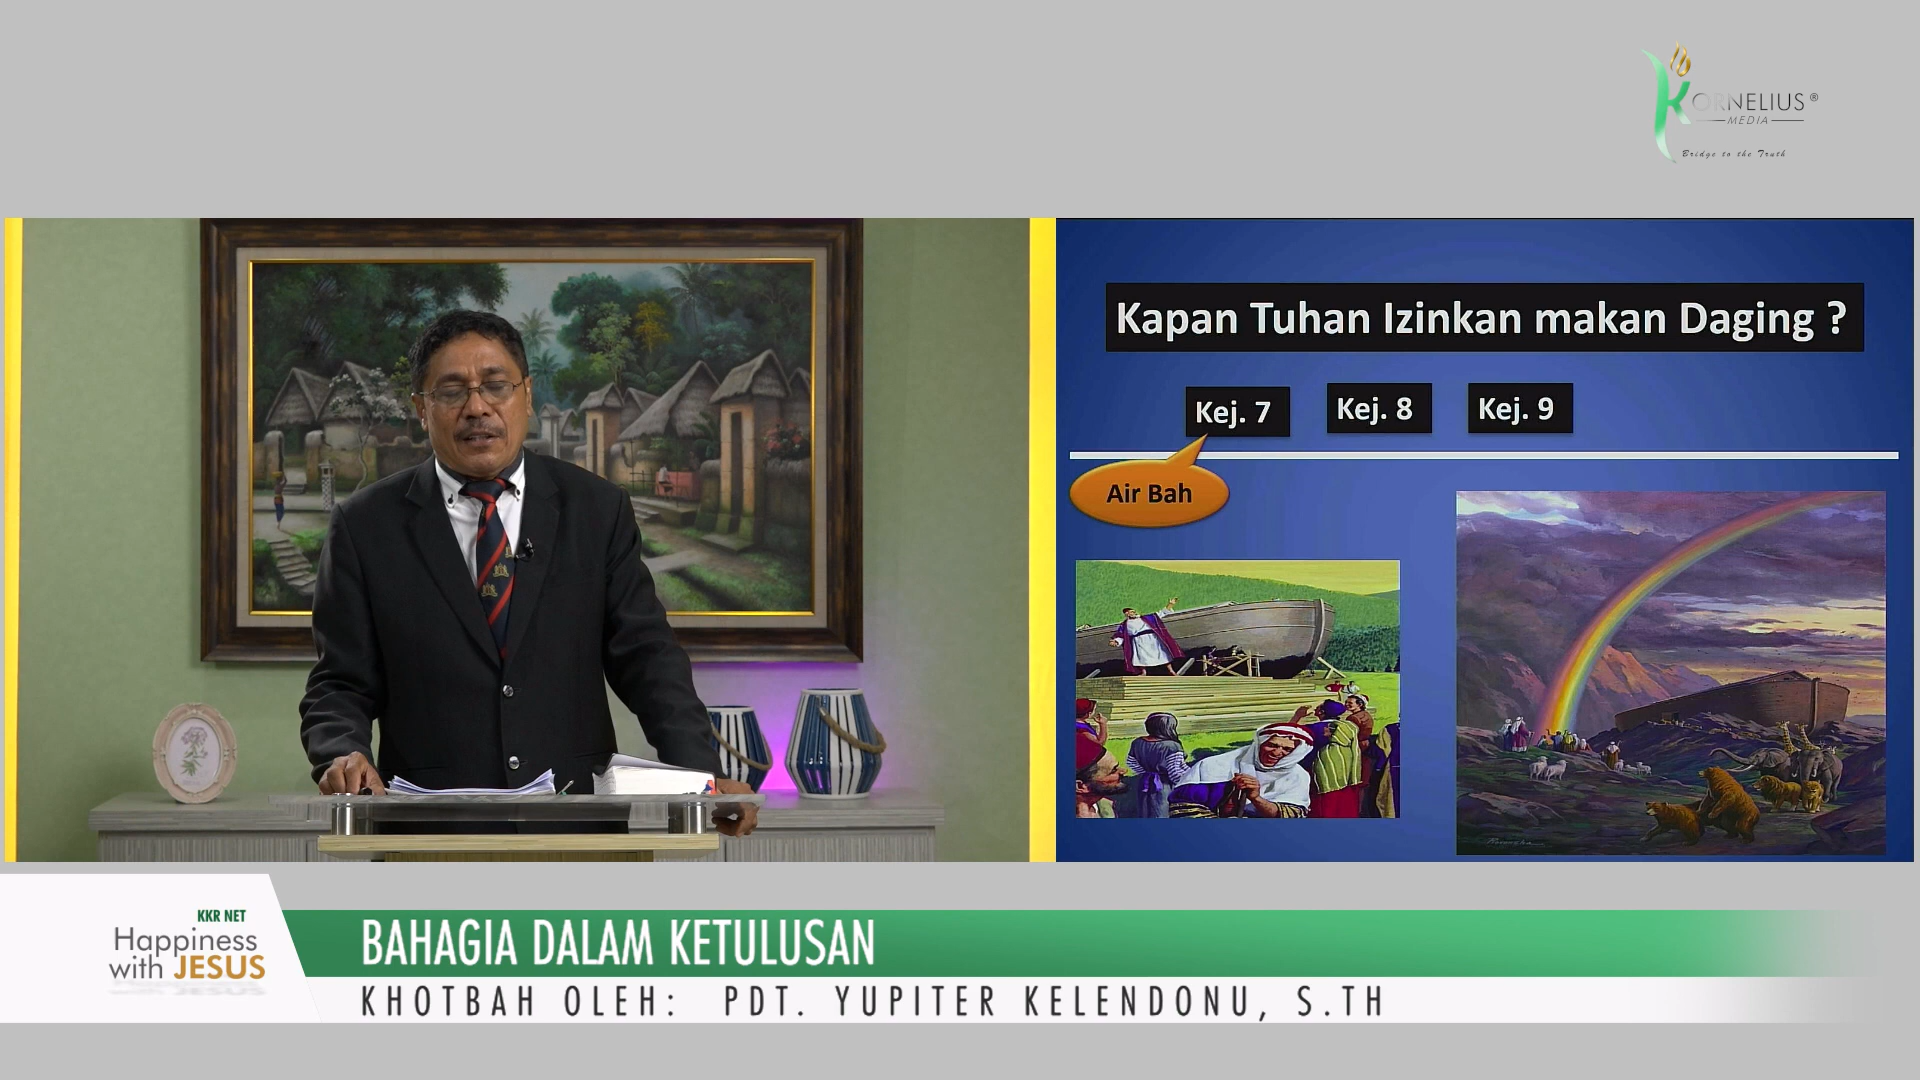 KORNELIUS®
MEDIA
Bridge to the Truth
Kapan Tuhan Izinkan makan Daging ?
Kej. 7
Kej. 8
Kej. 9
Air Bah
KKR NET
Happiness
with JESUS
BAHAGIA DALAM KETULUSAN
KHOTBAH OLEH: PDT. YUPITER KELENDONU, S.TH